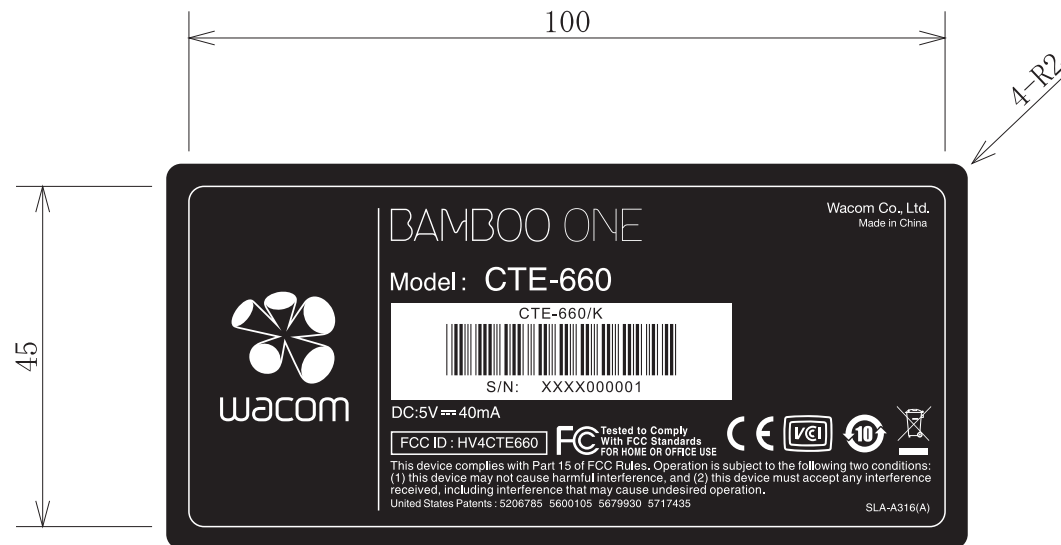 100
4-R2
45
wacom
BAMBOO ONE
Wacom Co., Ltd.
Made in China
Model : CTE-660
CTE-660/K
S/N: XXXX000001
DC:5V⎓40mA
FCC ID : HV4CTE660
FC Tested to Comply
With FCC Standards
FOR HOME OR OFFICE USE
CE
VCI
10
This device complies with Part 15 of FCC Rules. Operation is subject to the following two conditions:
(1) this device may not cause harmful interference, and (2) this device must accept any interference
received, including interference that may cause undesired operation.
United States Patents : 5206785 5600105 5679930 5717435
SLA-A316(A)